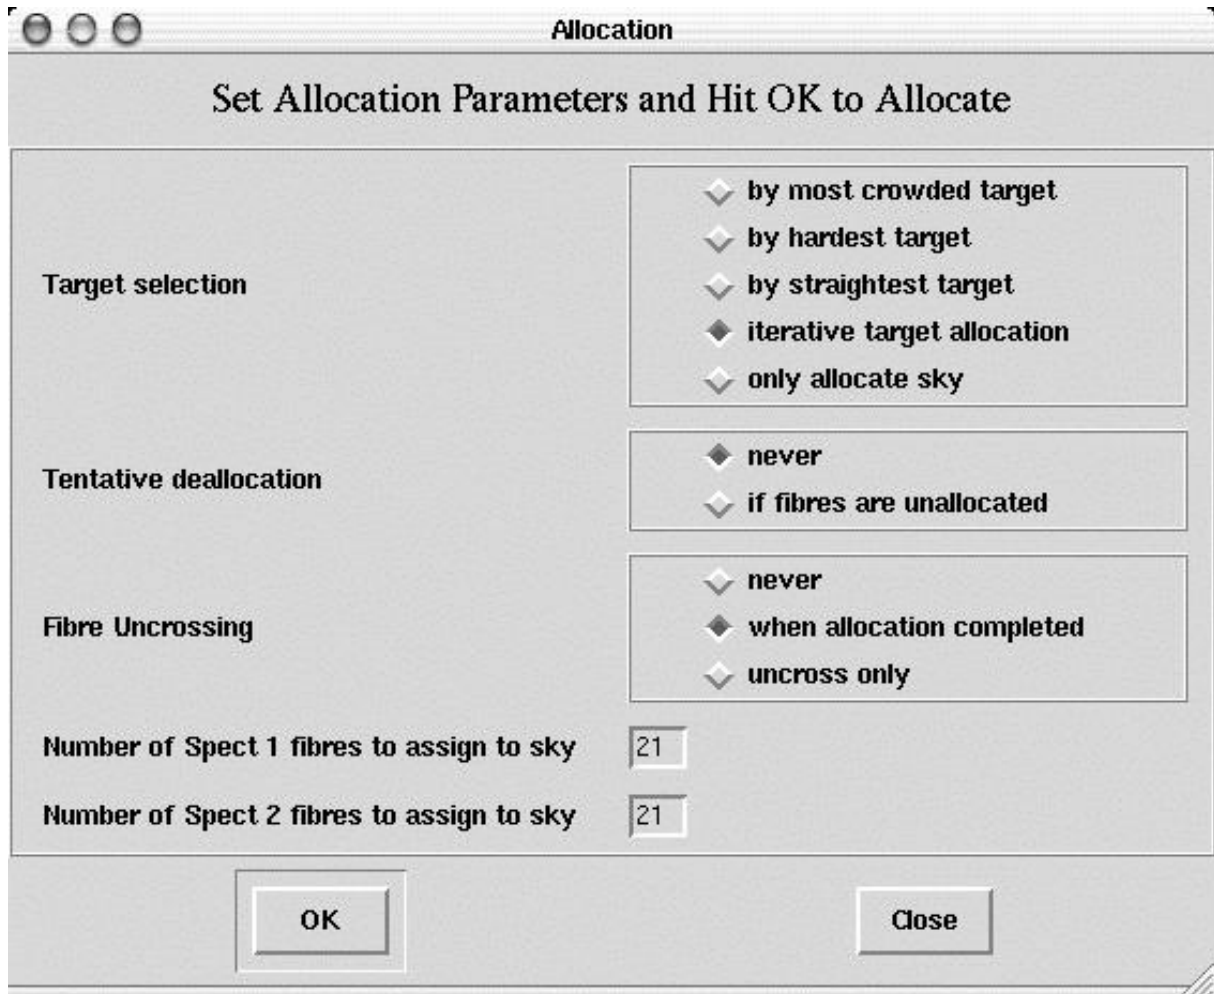 Allocation
Set Allocation Parameters and Hit OK to Allocate
Target selection
by most crowded target
by hardest target
by straightest target
iterative target allocation
only allocate sky
Tentative deallocation
never
if fibres are unallocated
Fibre Uncrossing
never
when allocation completed
uncross only
Number of Spect 1 fibres to assign to sky 21
Number of Spect 2 fibres to assign to sky 21
OK Close